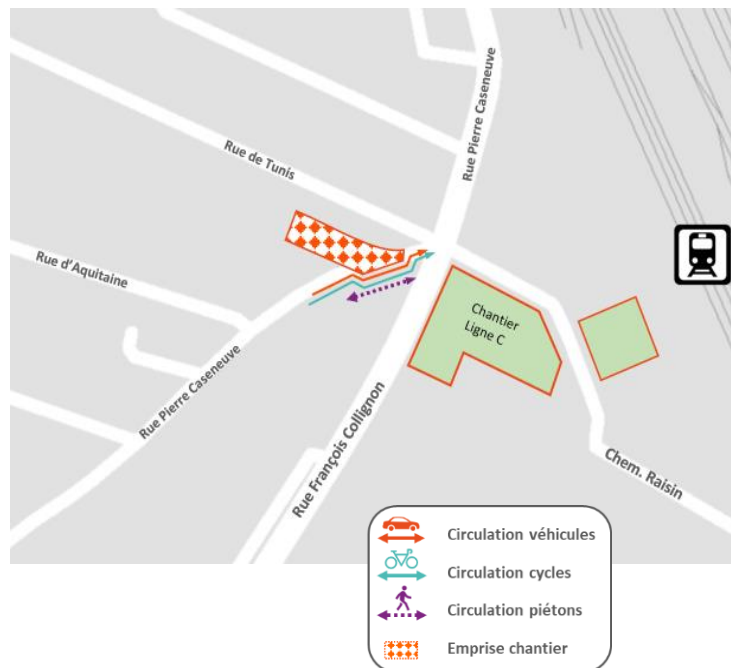 Rue Pierre Caseneuve
Rue de Tunis
Rue d'Aquitaine
Chantier
Ligne C
Rue Pierre Caseneuve
Rue François Collignon
Chem. Raisin
Circulation véhicules
Circulation cycles
Circulation piétons
Emprise chantier